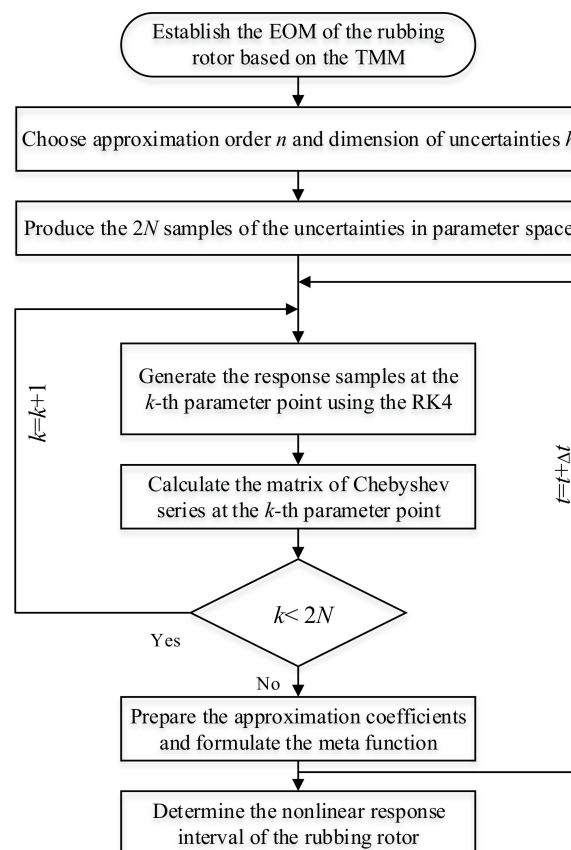 Establish the EOM of the rubbing
rotor based on the TMM
Choose approximation order n and dimension of uncertainties
Produce the 2N samples of the uncertainties in parameter space
Generate the response samples at the
k-th parameter point using the RK4
k=k+1
Calculate the matrix of Chebyshev
series at the k-th parameter point
t=t+Δt
k< 2N
Yes
No
Prepare the approximation coefficients
and formulate the meta function
Determine the nonlinear response
interval of the rubbing rotor